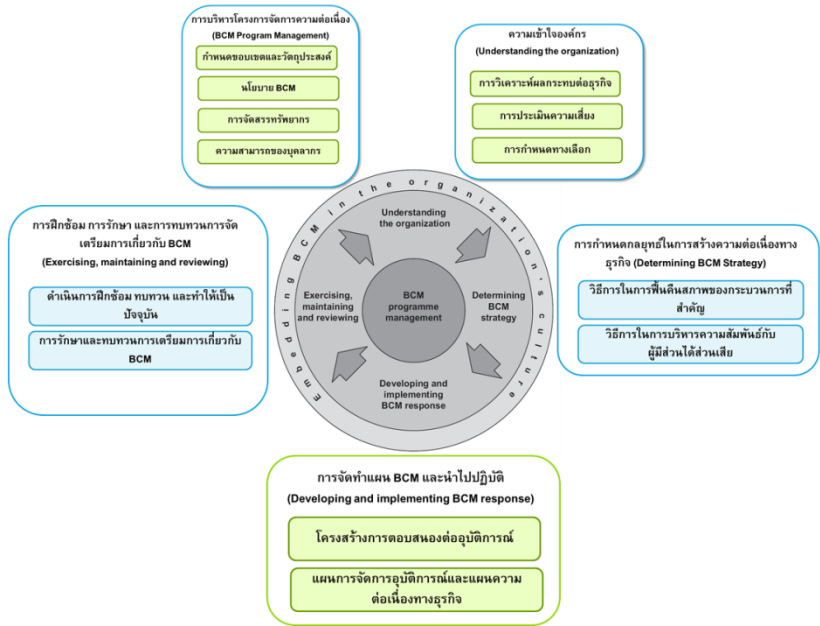 การบริหารโครงการจัดการความต่อเนื่อง
(BCM Program Management)
กำหนดขอบเขตและวัตถุประสงค์
นโยบาย BCM
การจัดสรรทรัพยากร
ความสามารถของบุคลากร
ความเข้าใจองค์กร
(Understanding the organization)
การวิเคราะห์ผลกระทบต่อธุรกิจ
การประเมินความเสี่ยง
การกำหนดทางเลือก
การฝึกซ้อม การรักษา และการทบทวนการจัด
เตรียมการเกี่ยวกับ BCM
(Exercising, maintaining and reviewing)
ดำเนินการฝึกซ้อม ทบทวน และทำให้เป็น
ปัจจุบัน
การรักษาและทบทวนการเตรียมการเกี่ยวกับ
BCM
Embedding BCM in the organization's culture
Understanding
the organization
Exercising,
maintaining
and reviewing
BCM
programme
management
Determining
BCM
strategy
Developing and
implementing
BCM response
การกำหนดกลยุทธ์ในการสร้างความต่อเนื่องทาง
ธุรกิจ (Determining BCM Strategy)
วิธีการในการฟื้นคืนสภาพของกระบวนการที่
สำคัญ
วิธีการในการบริหารความสัมพันธ์กับ
ผู้มีส่วนได้ส่วนเสีย
การจัดทำแผน BCM และนำไปปฏิบัติ
(Developing and implementing BCM response)
โครงสร้างการตอบสนองต่ออุบัติการณ์
แผนการจัดการอุบัติการณ์และแผนความ
ต่อเนื่องทางธุรกิจ